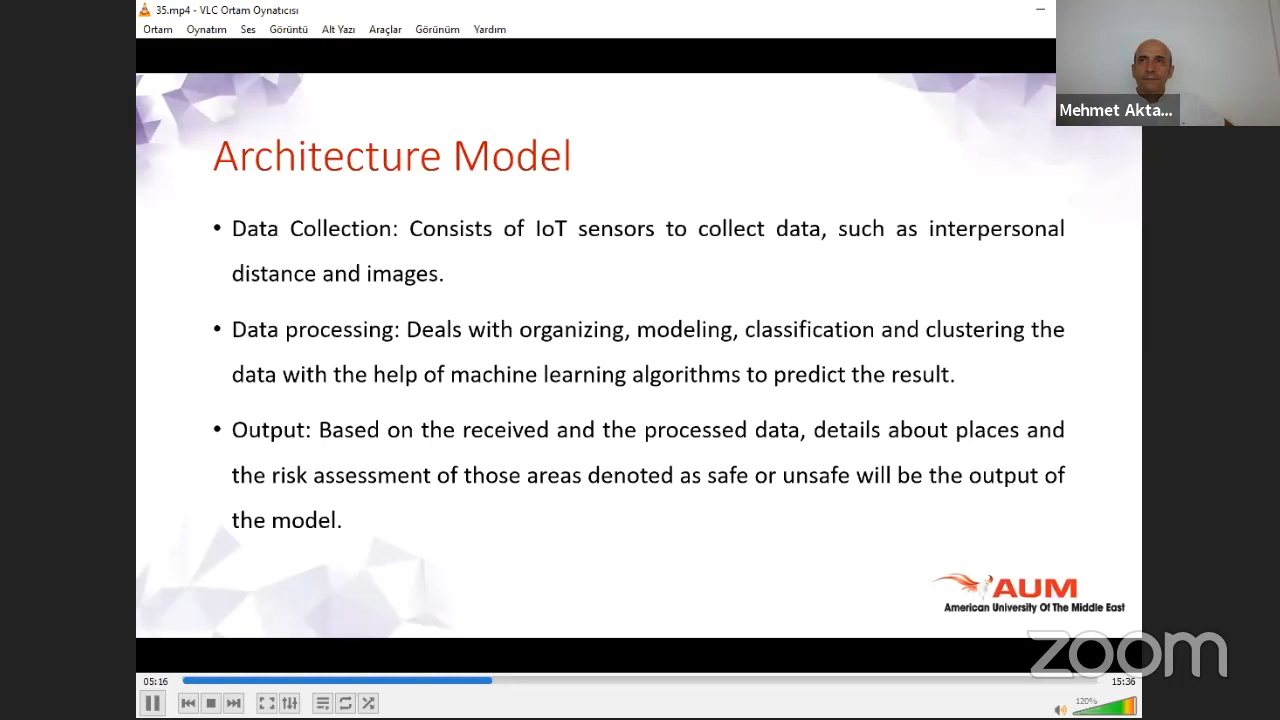 35.mp4 - VLC Ortam Oynatıcısı
Ortam Oynatım Ses Görüntü Alt Yazı Araçlar Görünüm Yardım
Mehmet Akta...
Architecture Model
• Data Collection: Consists of IoT sensors to collect data, such as interpersonal
distance and images.
• Data processing: Deals with organizing, modeling, classification and clustering the
data with the help of machine learning algorithms to predict the result.
• Output: Based on the received and the processed data, details about places and
the risk assessment of those areas denoted as safe or unsafe will be the output of
the model.
AUM
American University Of The Middle East
zoom
05:16
15:36
120%